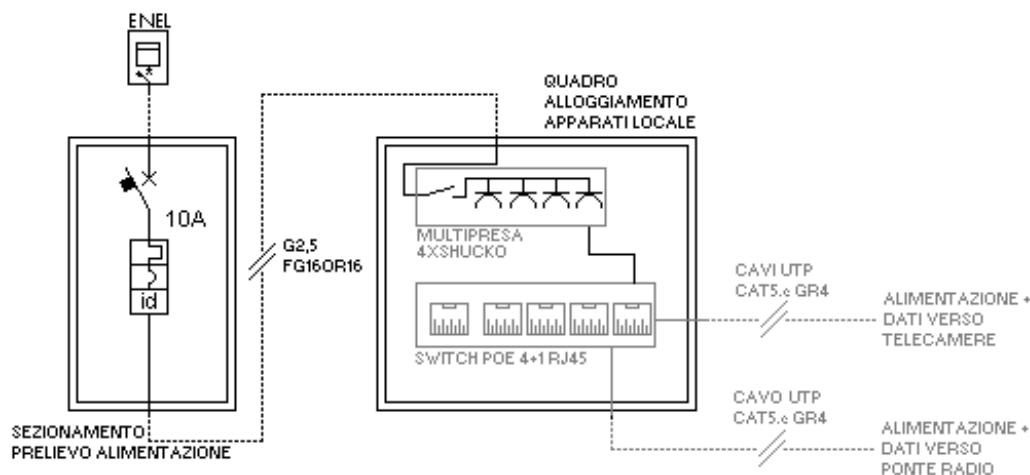 ENEL
QUADRO
ALLOGGIAMENTO
APPARATI LOCALE
10A
id
G2,5
FG16OR16
MULTIPRESA
4XSHUCKO
SWITCH POE 4+1 RJ45
CAVI UTP
CAT5.e GR4
ALIMENTAZIONE +
DATI VERSO
TELECAMERE
SEZIONAMENTO
PRELIEVO ALIMENTAZIONE
CAVO UTP
CAT5.e GR4
ALIMENTAZIONE +
DATI VERSO
PONTE RADIO